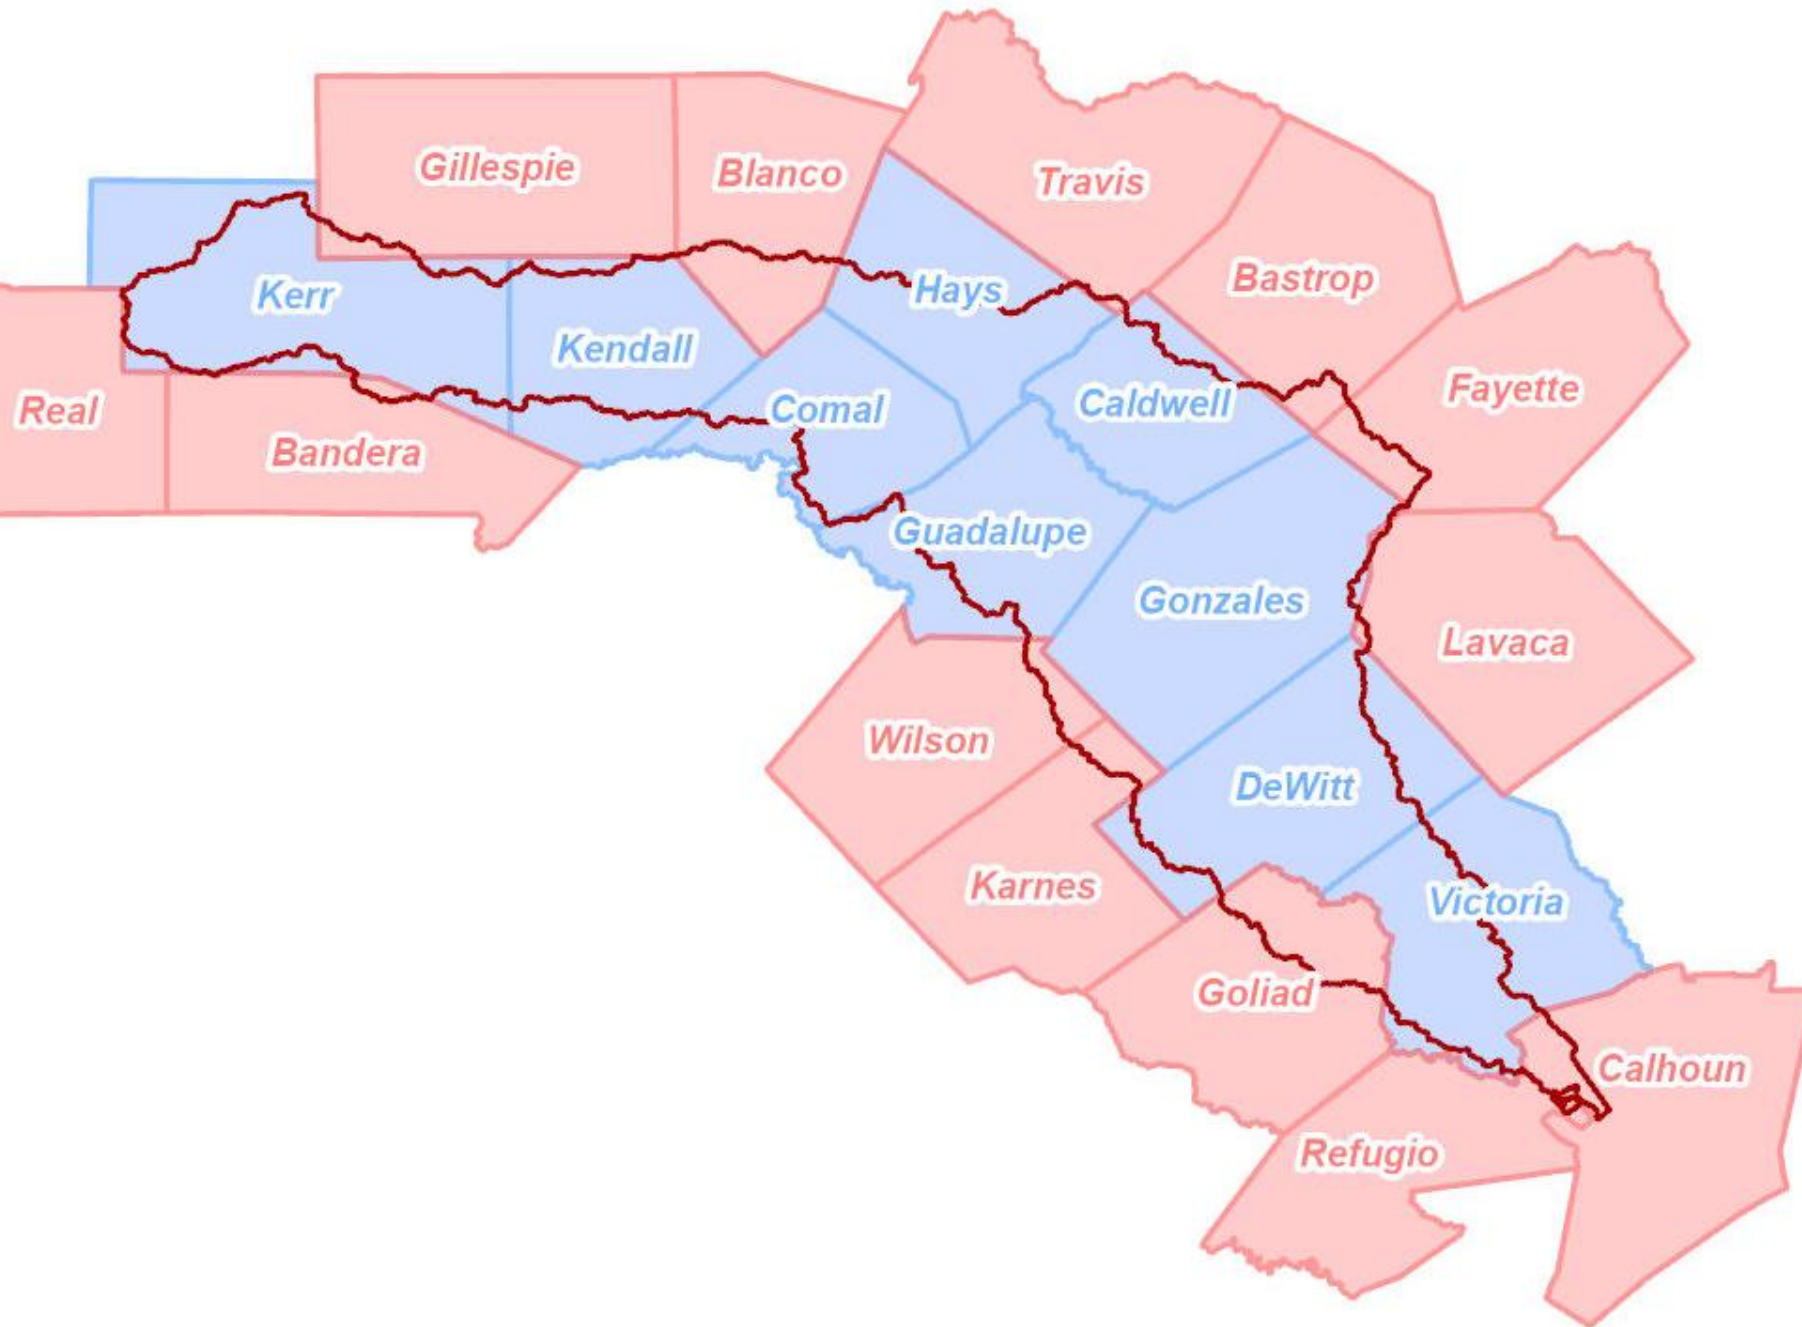 Gillespie
Blanco
Travis
Bastrop
Kerr
Hays
Kendall
Fayette
Real
Comal
Caldwell
Bandera
Guadalupe
Gonzales
Lavaca
Wilson
DeWitt
Karnes
Victoria
Goliad
Calhoun
Refugio